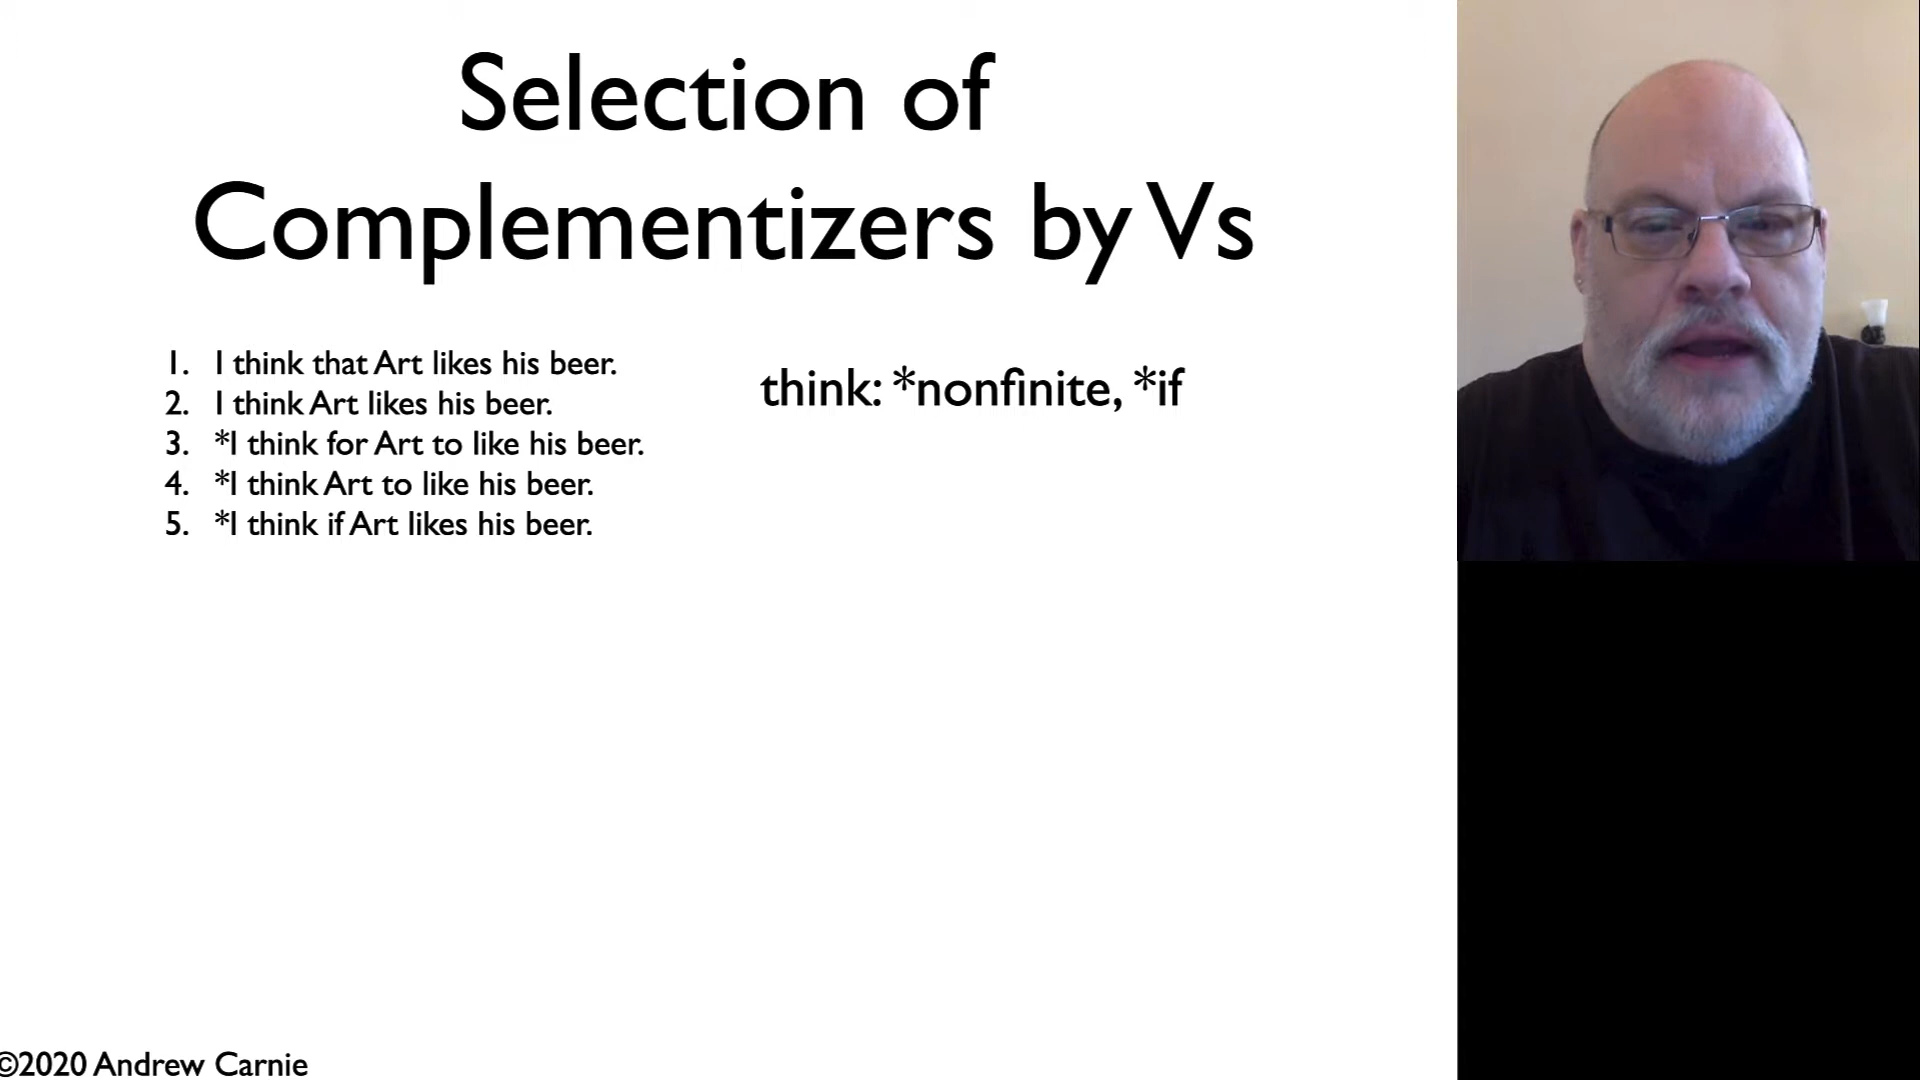 Selection of
Complementizers by Vs
1. I think that Art likes his beer.
2. I think Art likes his beer.
3. *I think for Art to like his beer.
4. *I think Art to like his beer.
5. *I think if Art likes his beer.
think: *nonfinite, *if
©2020 Andrew Carnie